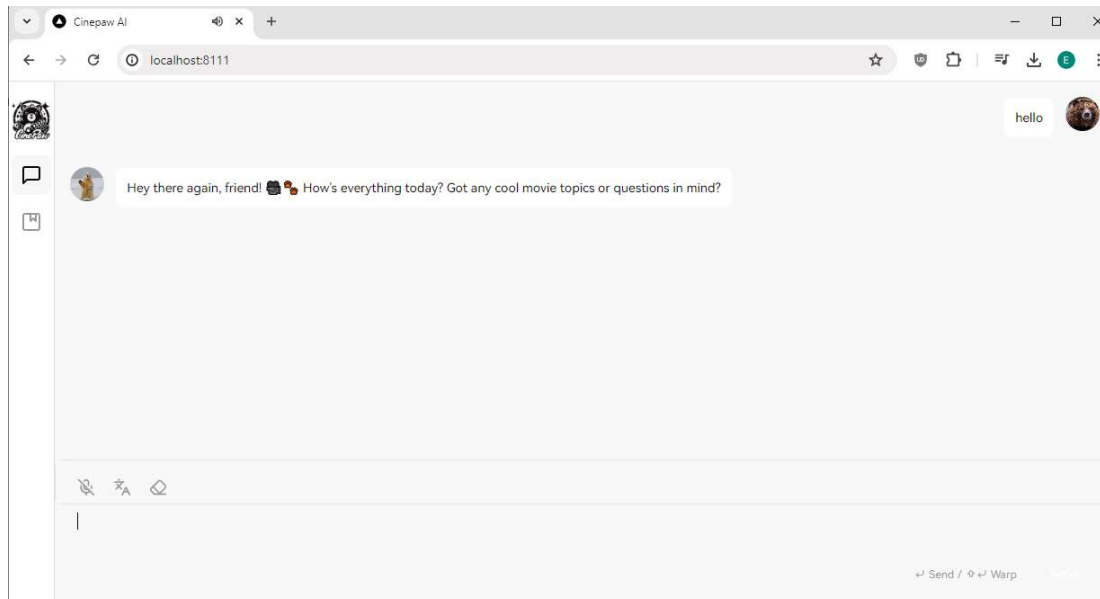 Cinepaw AI
localhost:8111
E
hello
Hey there again, friend! 🎥🐾 How's everything today? Got any cool movie topics or questions in mind?
↵ Send / ⇧↵ Warp